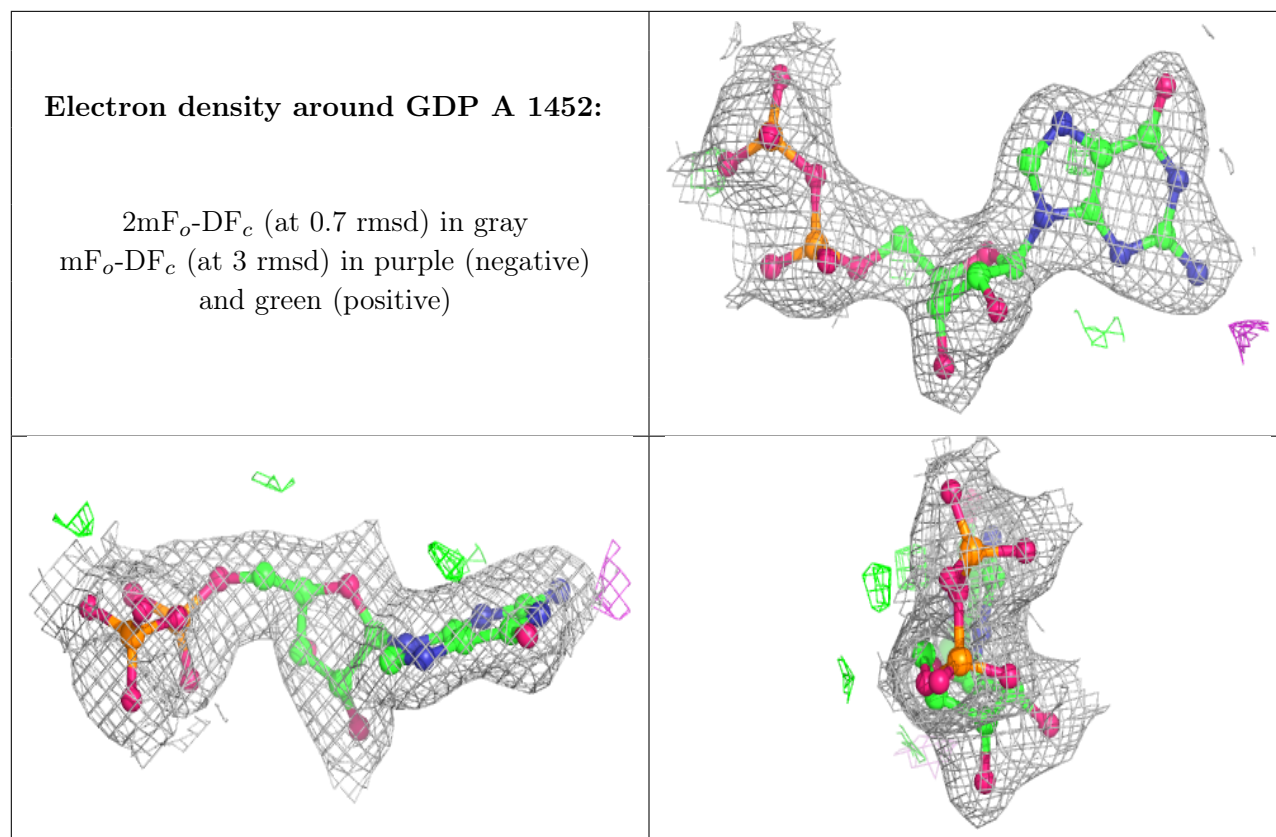 Electron density around GDP A 1452:
2mFₒ-DF𝒸 (at 0.7 rmsd) in gray
mFₒ-DF𝒸 (at 3 rmsd) in purple (negative)
and green (positive)